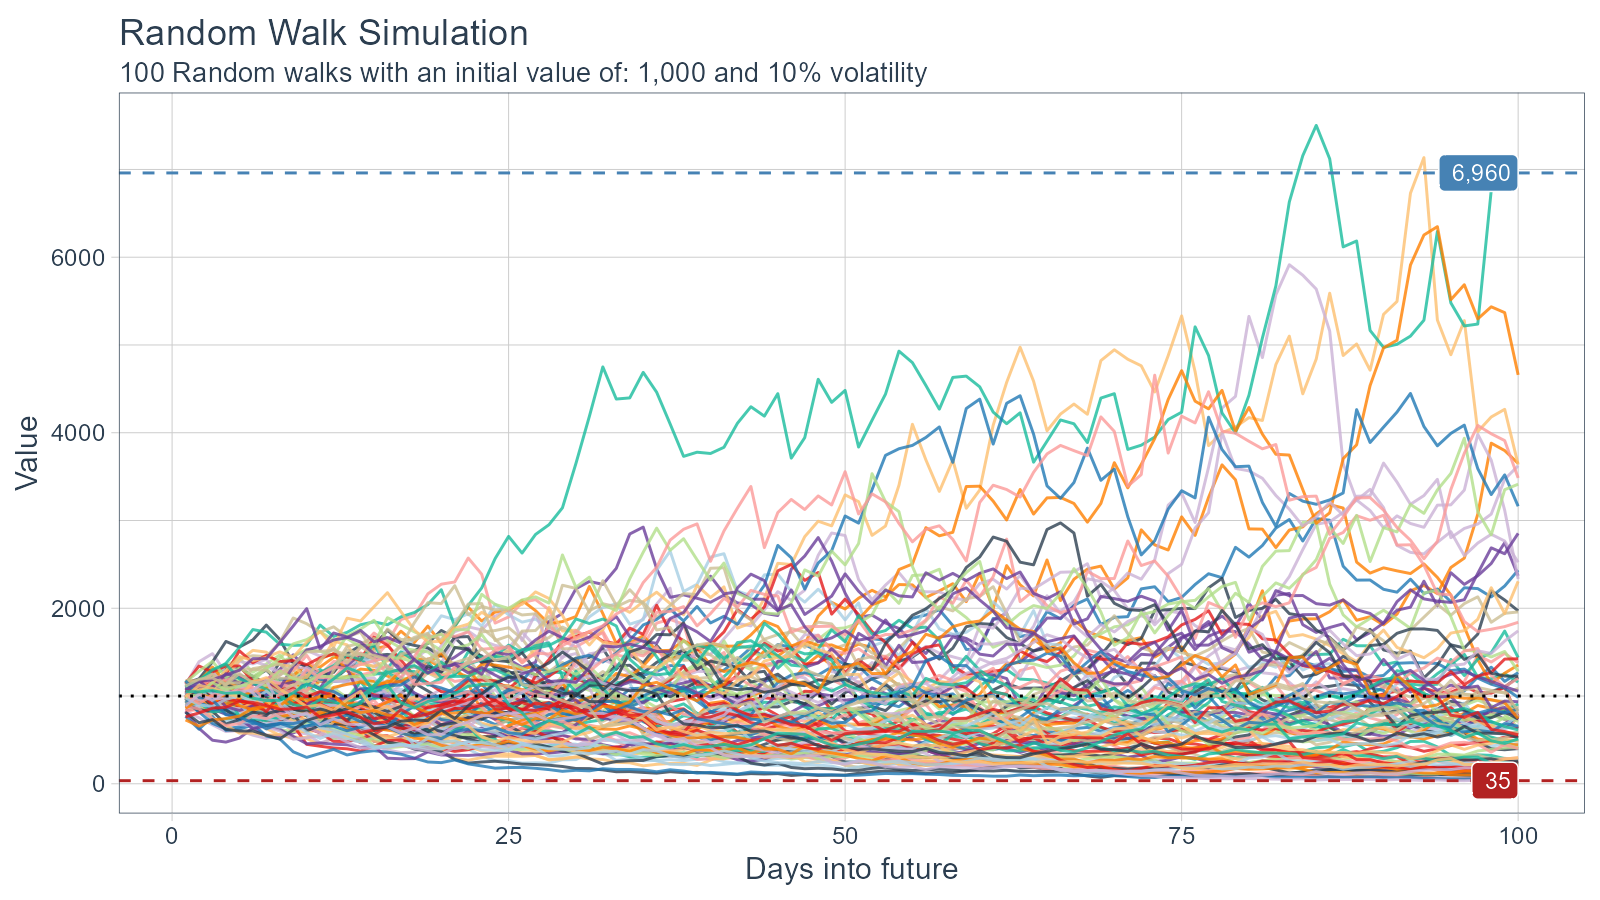 Random Walk Simulation
100 Random walks with an initial value of: 1,000 and 10% volatility
6,960
6000
4000
2000
0
35
Value
0 25 50 75 100
Days into future